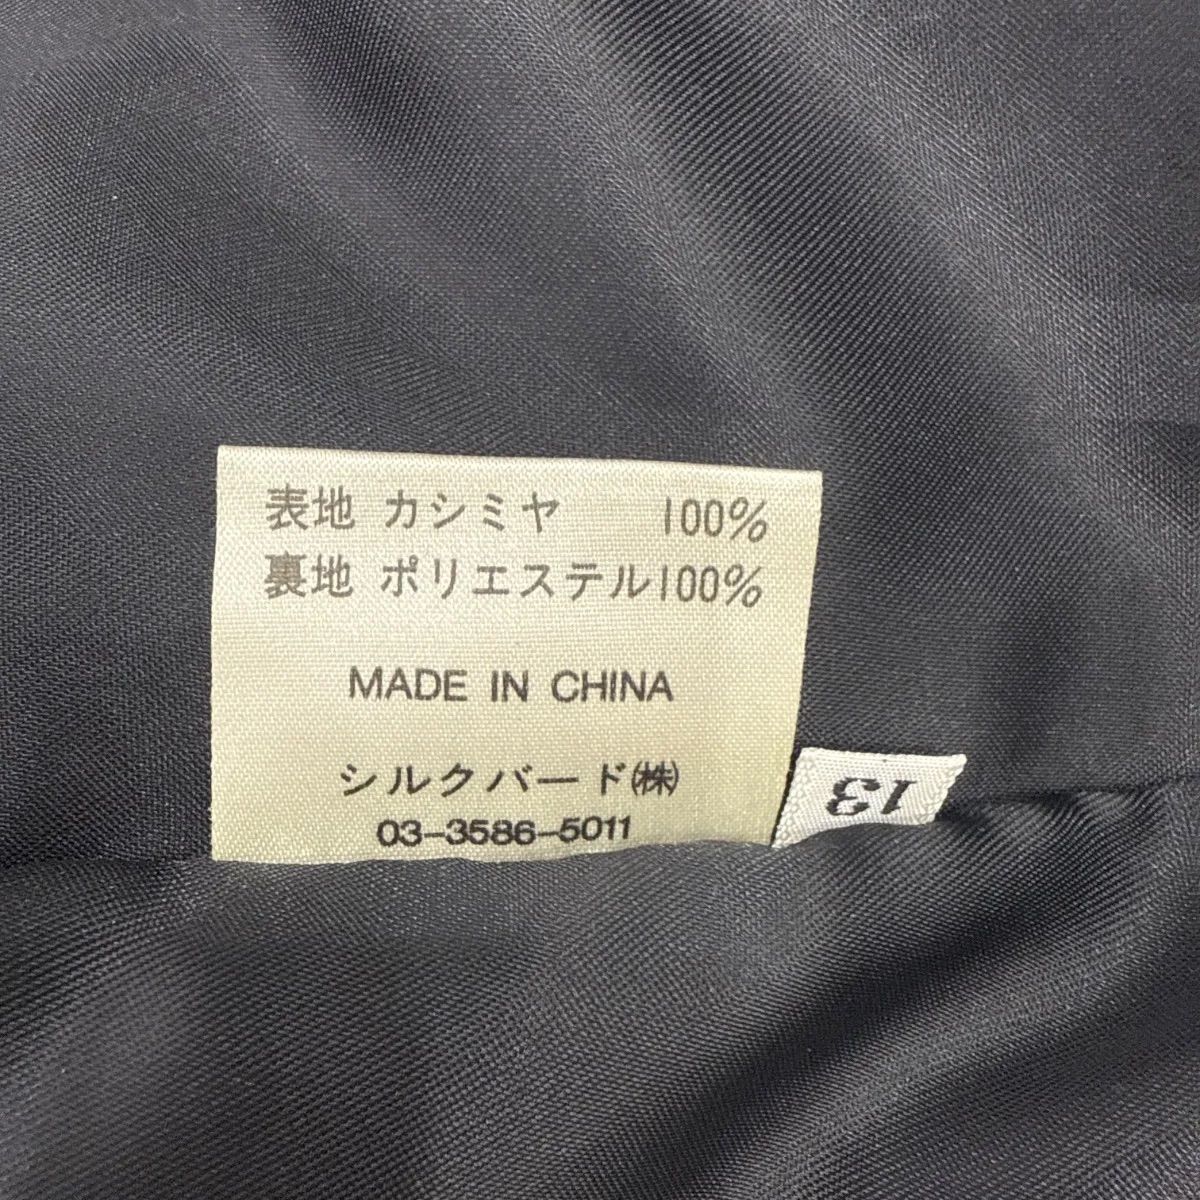 表地 カシミヤ 100%
裏地 ポリエステル100%
MADE IN CHINA
シルクバード㈱
03-3586-5011
13